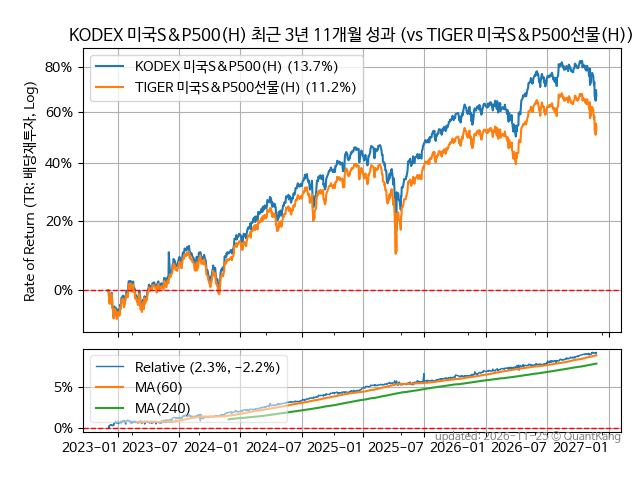 KODEX 미국S&P500(H) 최근 3년 11개월 성과 (vs TIGER 미국S&P500선물(H))
Rate of Return (TR: 배당재투자, Log)
80%
60%
40%
20%
0%
KODEX 미국S&P500(H) (13.7%)
TIGER 미국S&P500선물(H) (11.2%)
5%
0%
Relative (2.3%, -2.2%)
MA(60)
MA(240)
2023-01 2023-07 2024-01 2024-07 2025-01 2025-07 2026-01 2026-07 2027-01
updated: 2026-11-25 © QuantKang